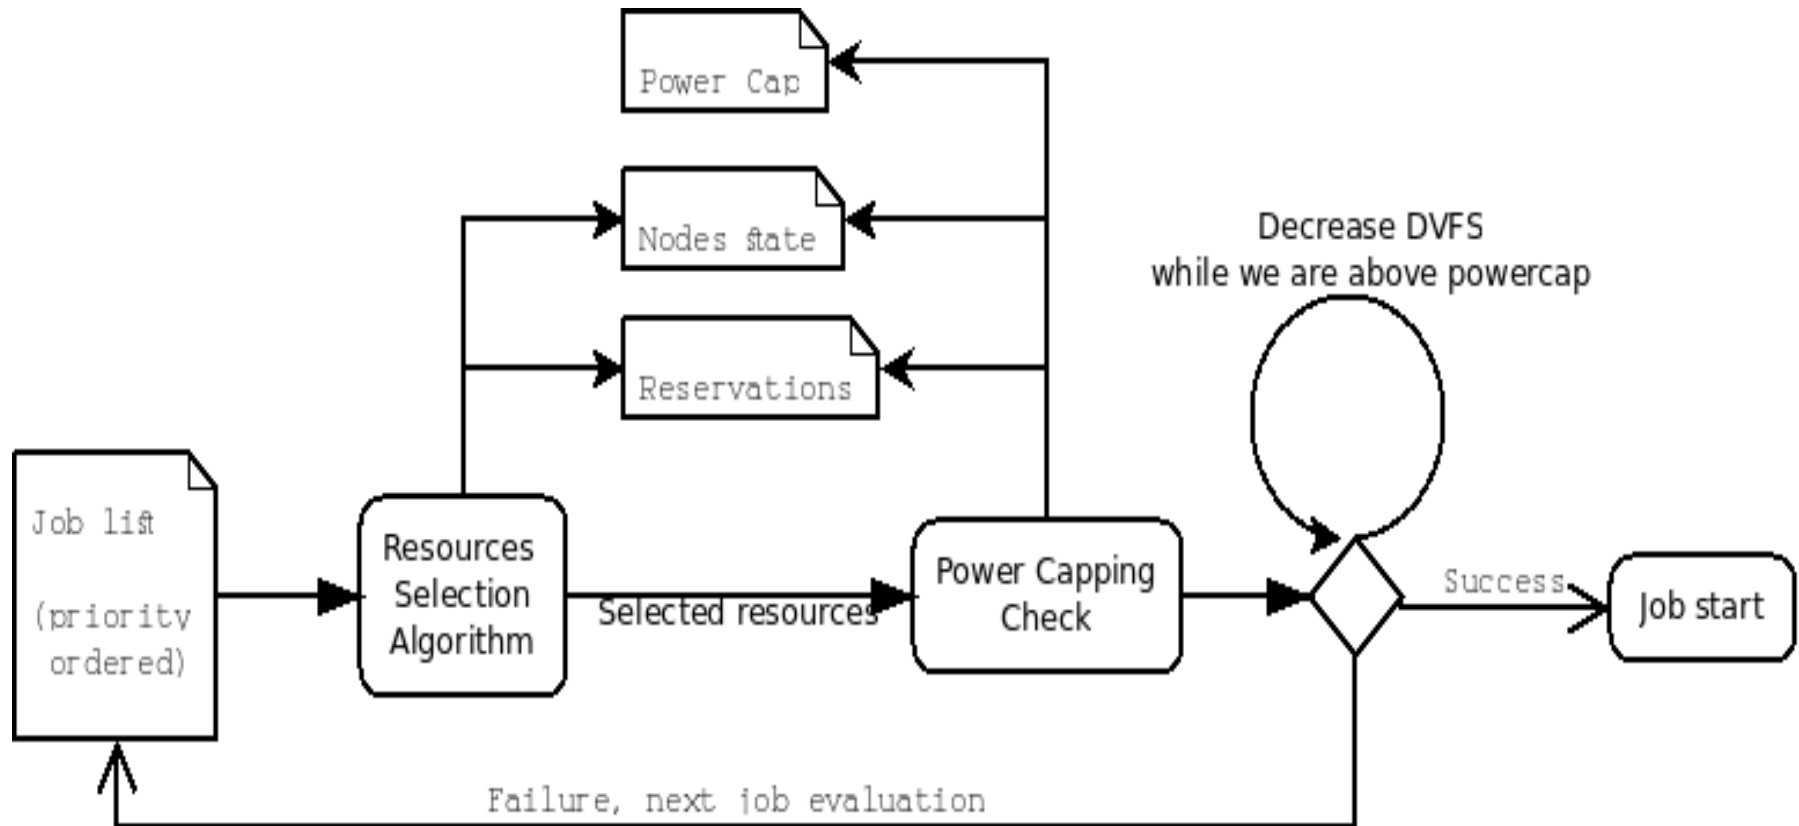 Power Cap
Nodes state
Reservations
Decrease DVFS
while we are above powercap
Job list
(priority
ordered)
Resources
Selection
Algorithm
Selected resources
Power Capping
Check
Success
Job start
Failure, next job evaluation